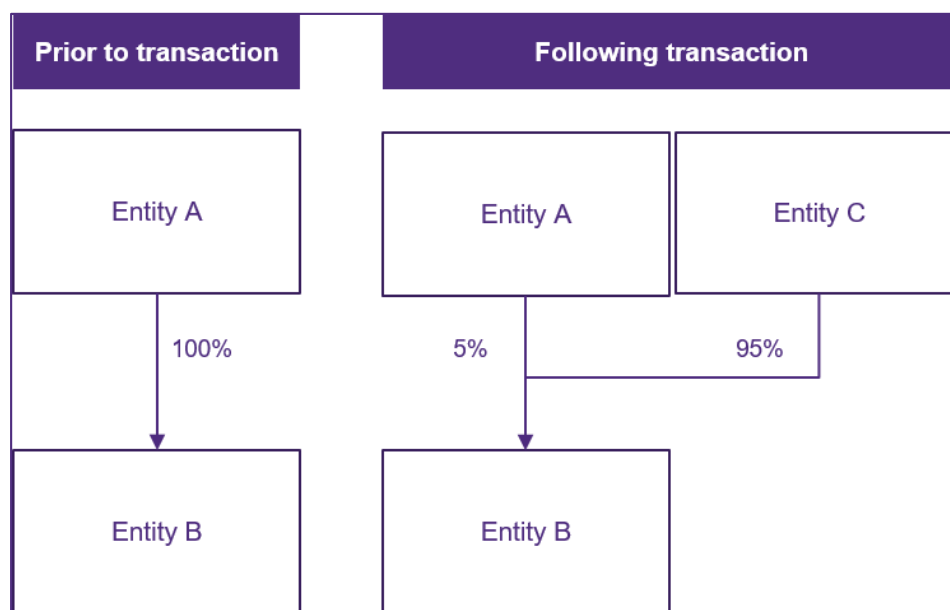 Prior to transaction
Following transaction
Entity A
Entity A
Entity C
100%
5%
95%
Entity B
Entity B